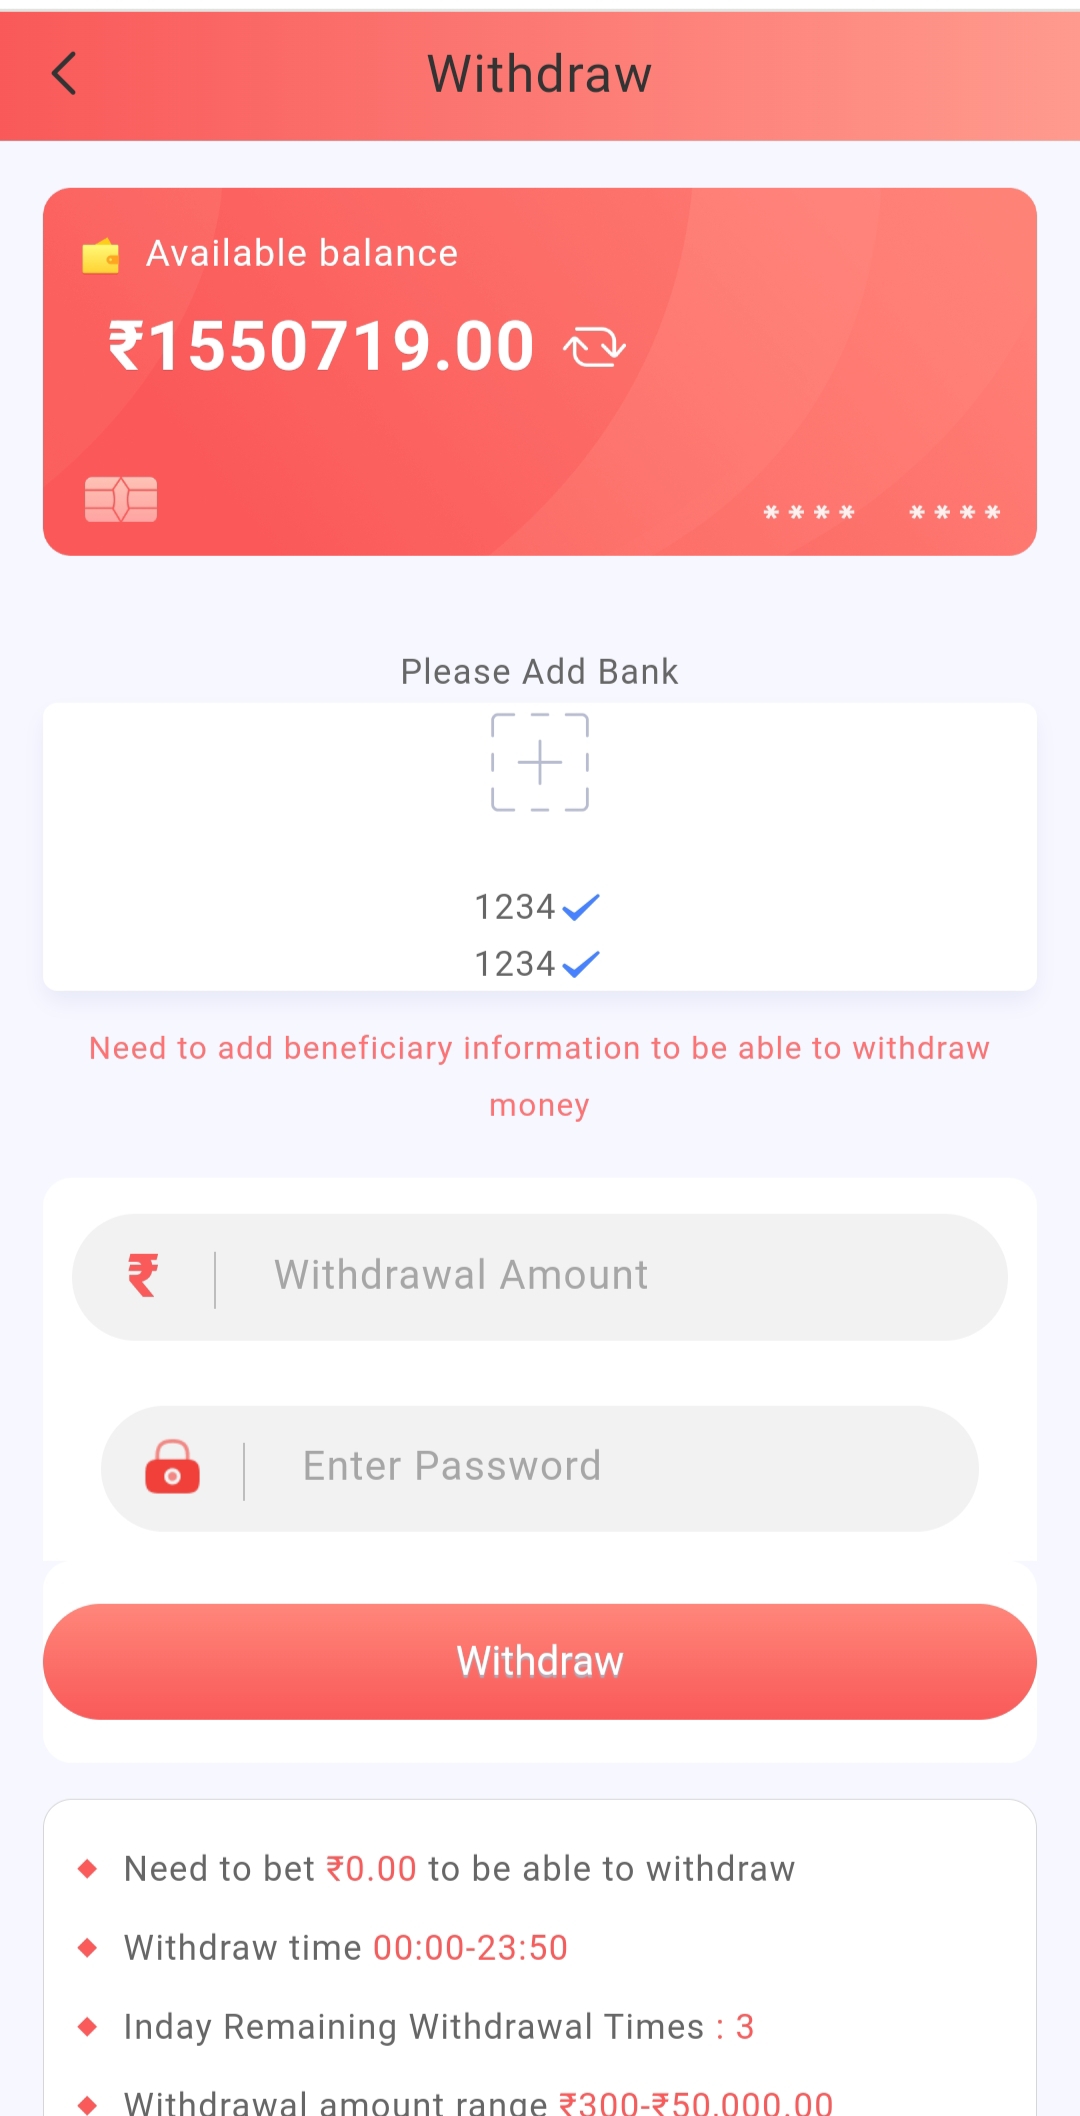 Withdraw
Available balance
₹1550719.00
**** ****
Please Add Bank
1234
1234
Need to add beneficiary information to be able to withdraw
money
₹ Withdrawal Amount
Enter Password
Withdraw
Need to bet ₹0.00 to be able to withdraw
Withdraw time 00:00-23:50
Inday Remaining Withdrawal Times : 3
Withdrawal amount range ₹300-₹50,000.00